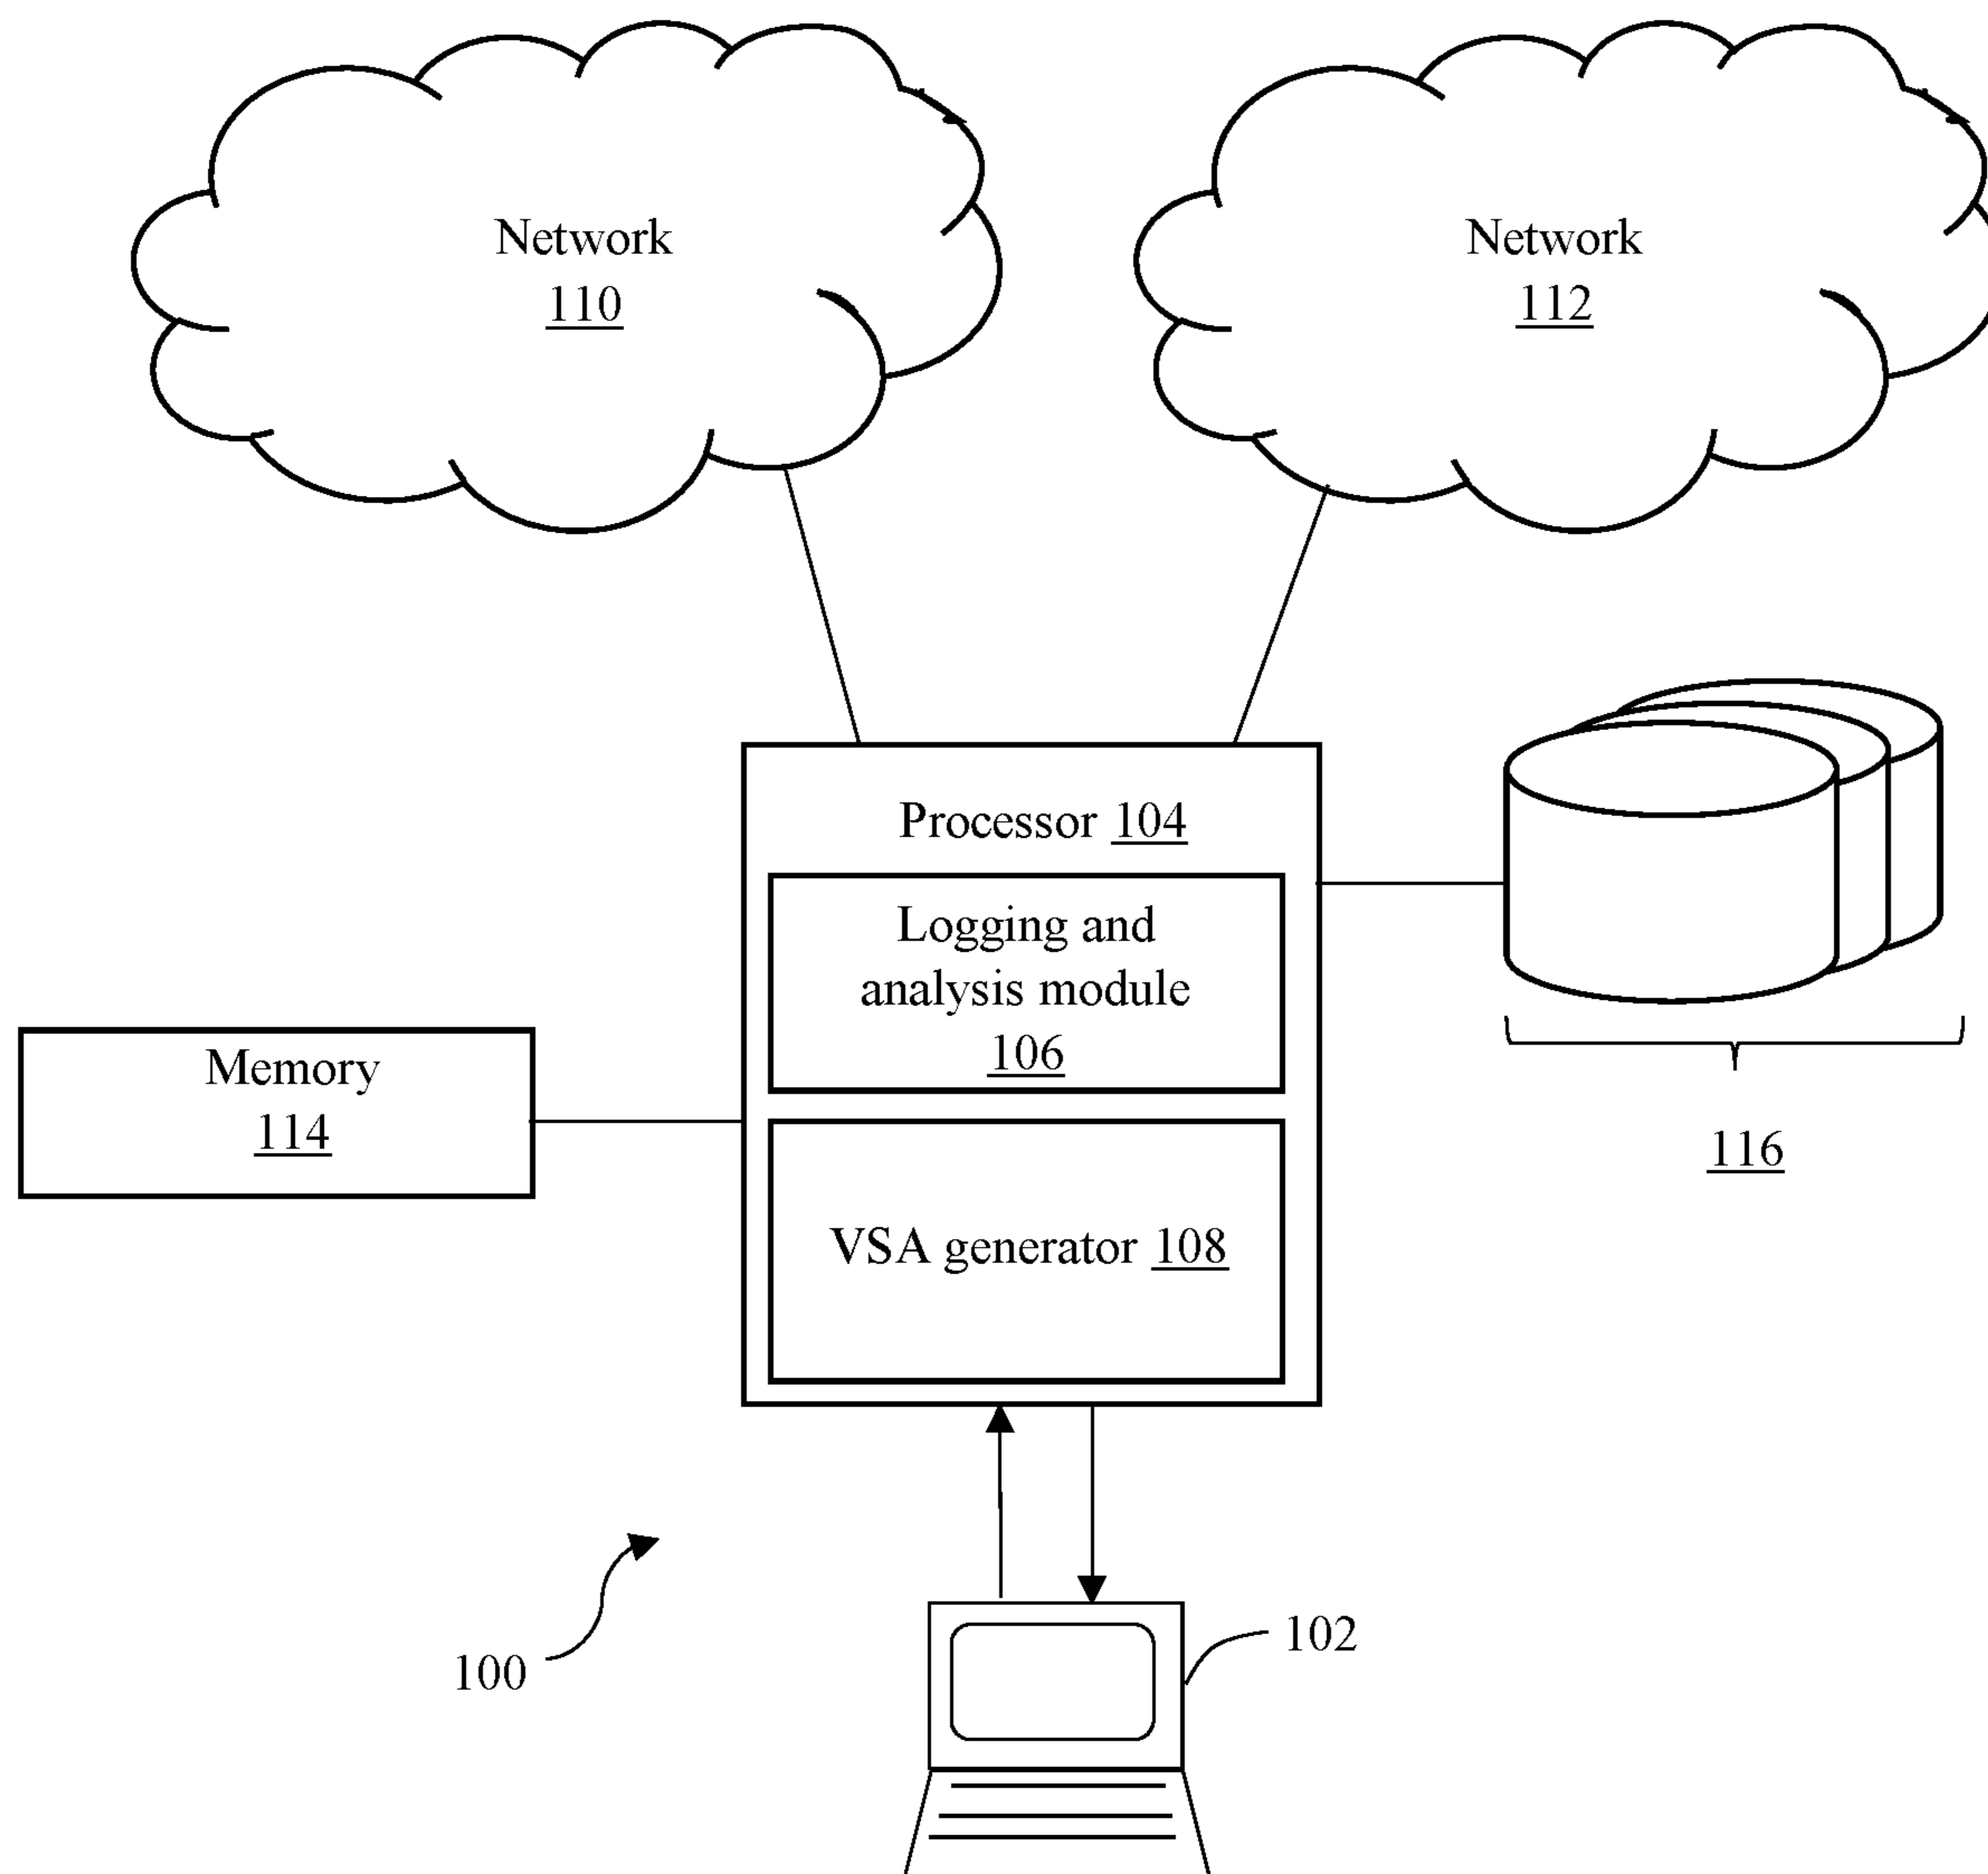 Network
110
Network
112
Processor 104
Logging and
analysis module
106
Memory
114
116
VSA generator 108
102
100